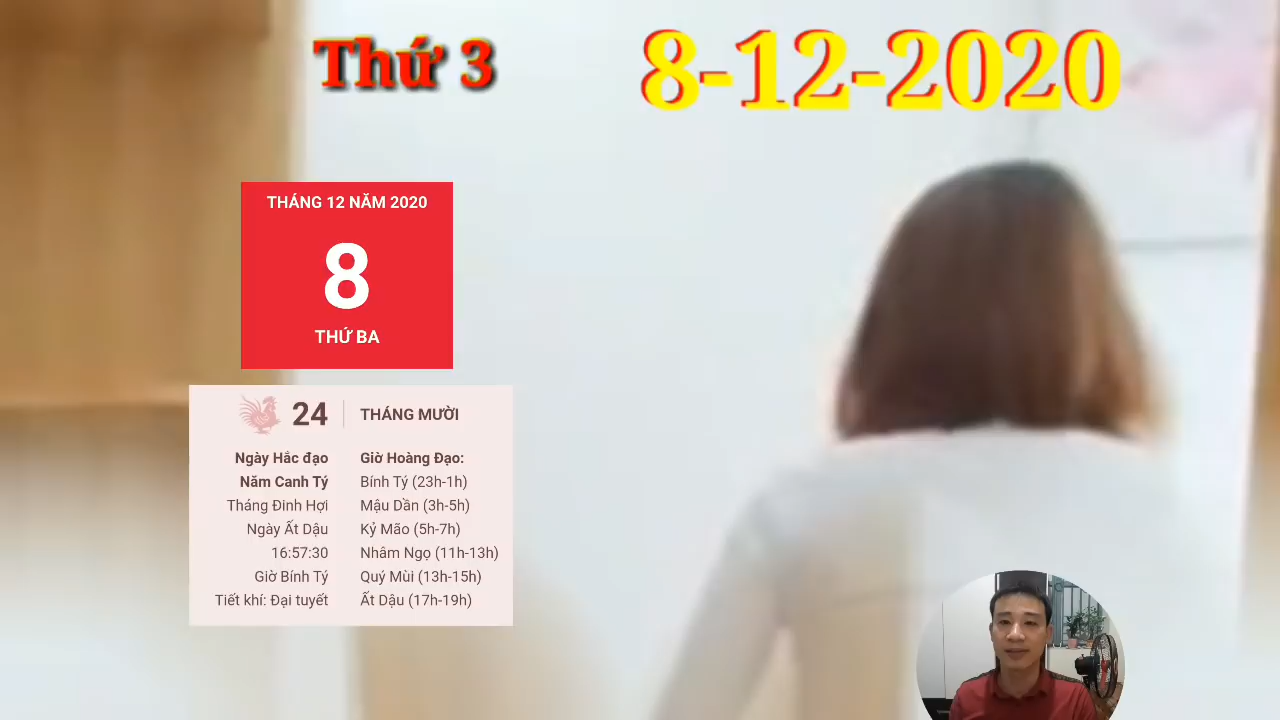 Thứ 3
8-12-2020
THÁNG 12 NĂM 2020
8
THỨ BA
24
THÁNG MƯỜI
Ngày Hắc đạo
Năm Canh Tý
Tháng Đinh Hợi
Ngày Ất Dậu
16:57:30
Giờ Bính Tý
Tiết khí: Đại tuyết
Giờ Hoàng Đạo:
Bính Tý (23h-1h)
Mậu Dần (3h-5h)
Kỷ Mão (5h-7h)
Nhâm Ngọ (11h-13h)
Quý Mùi (13h-15h)
Ất Dậu (17h-19h)